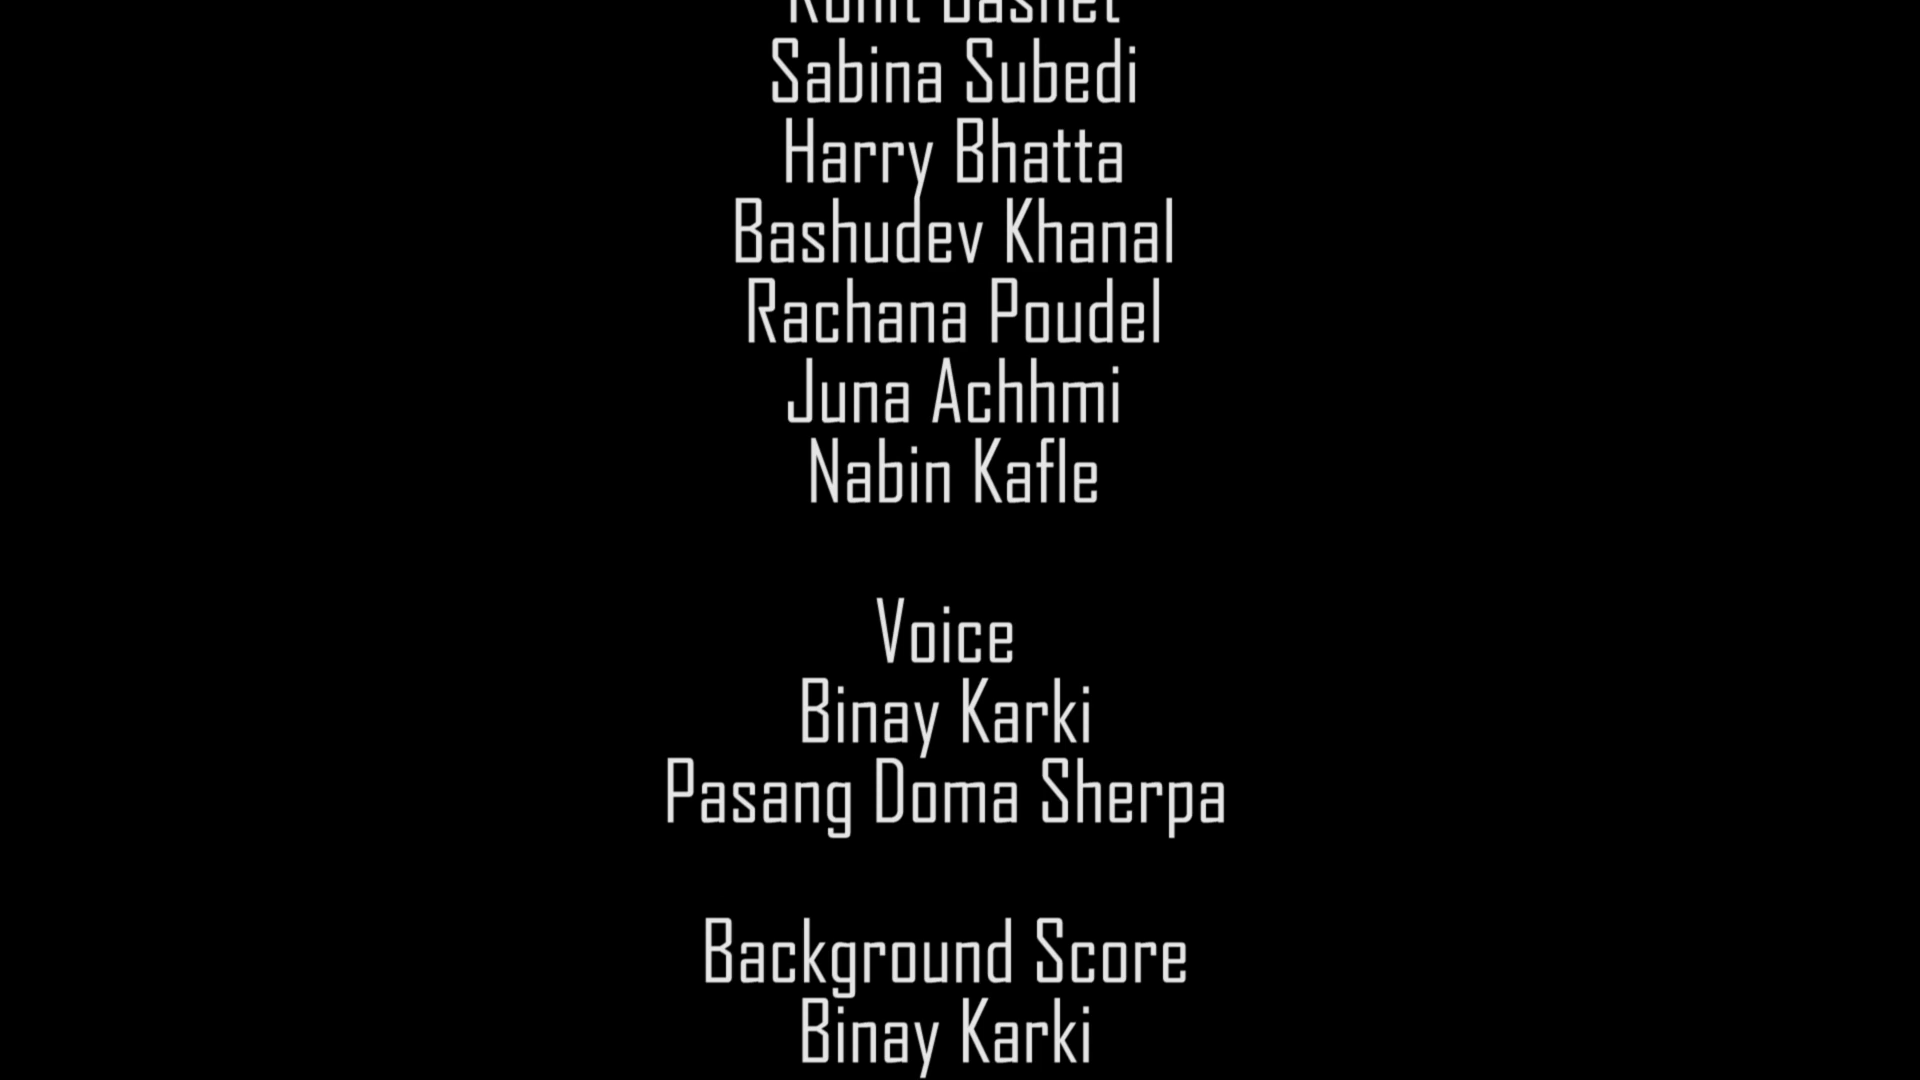 Sabina Subedi
Harry Bhatta
Bashudev Khanal
Rachana Poudel
Juna Achhmi
Nabin Kafle
Voice
Binay Karki
Pasang Doma Sherpa
Background Score
Binay Karki